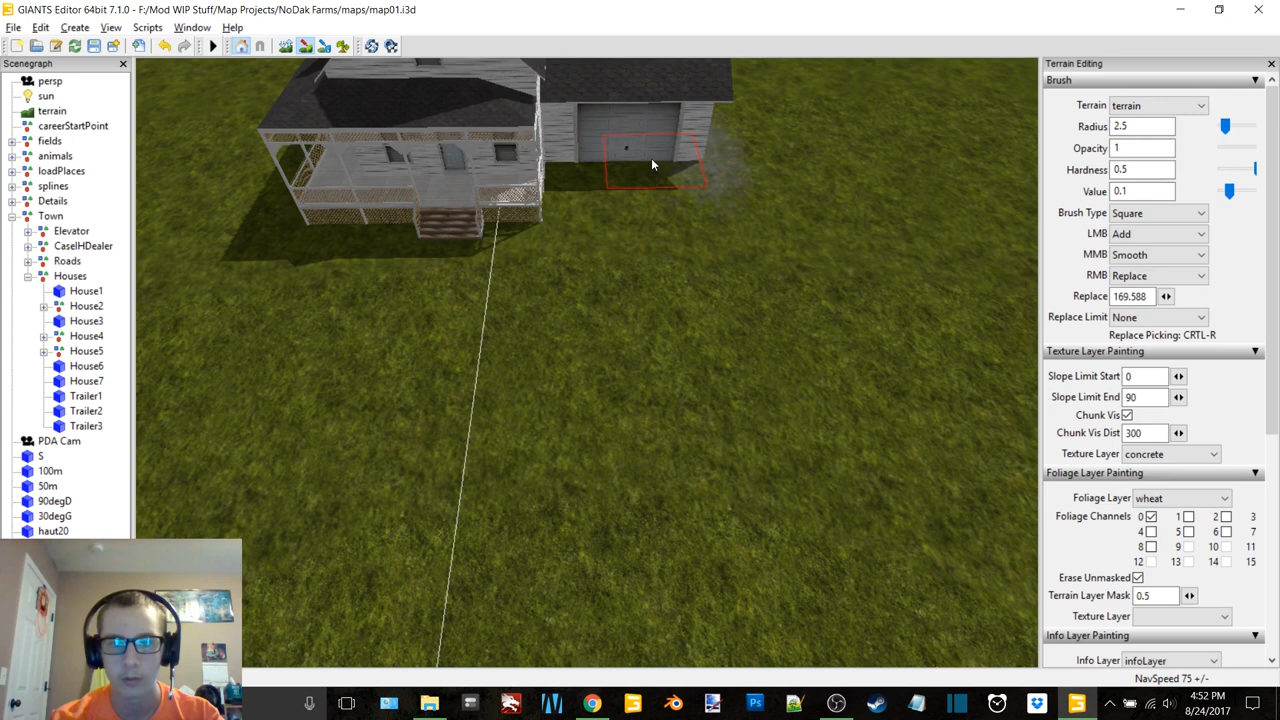 GIANTS Editor 64bit 7.1.0 - F:/Mod WIP Stuff/Map Projects/NoDak Farms/maps/map01.i3d
File Edit Create View Scripts Window Help
Scenegraph
persp
sun
terrain
careerStartPoint
fields
animals
loadPlaces
splines
Details
Town
Elevator
CaseIHDealer
Roads
Houses
House1
House2
House3
House4
House5
House6
House7
Trailer1
Trailer2
Trailer3
PDA Cam
S
100m
50m
90degD
30degG
haut20
Terrain Editing
Brush
Terrain terrain
Radius 2.5
Opacity 1
Hardness 0.5
Value 0.1
Brush Type Square
LMB Add
MMB Smooth
RMB Replace
Replace 169.588
Replace Limit None
Replace Picking: CRTL-R
Texture Layer Painting
Slope Limit Start 0
Slope Limit End 90
Chunk Vis
Chunk Vis Dist 300
Texture Layer concrete
Foliage Layer Painting
Foliage Layer wheat
Foliage Channels 0 1 2 3
4 5 6 7
8 9 10 11
12 13 14 15
Erase Unmasked
Terrain Layer Mask 0.5
Texture Layer
Info Layer Painting
Info Layer infoLayer
NavSpeed 75 +/-
4:52 PM
8/24/2017